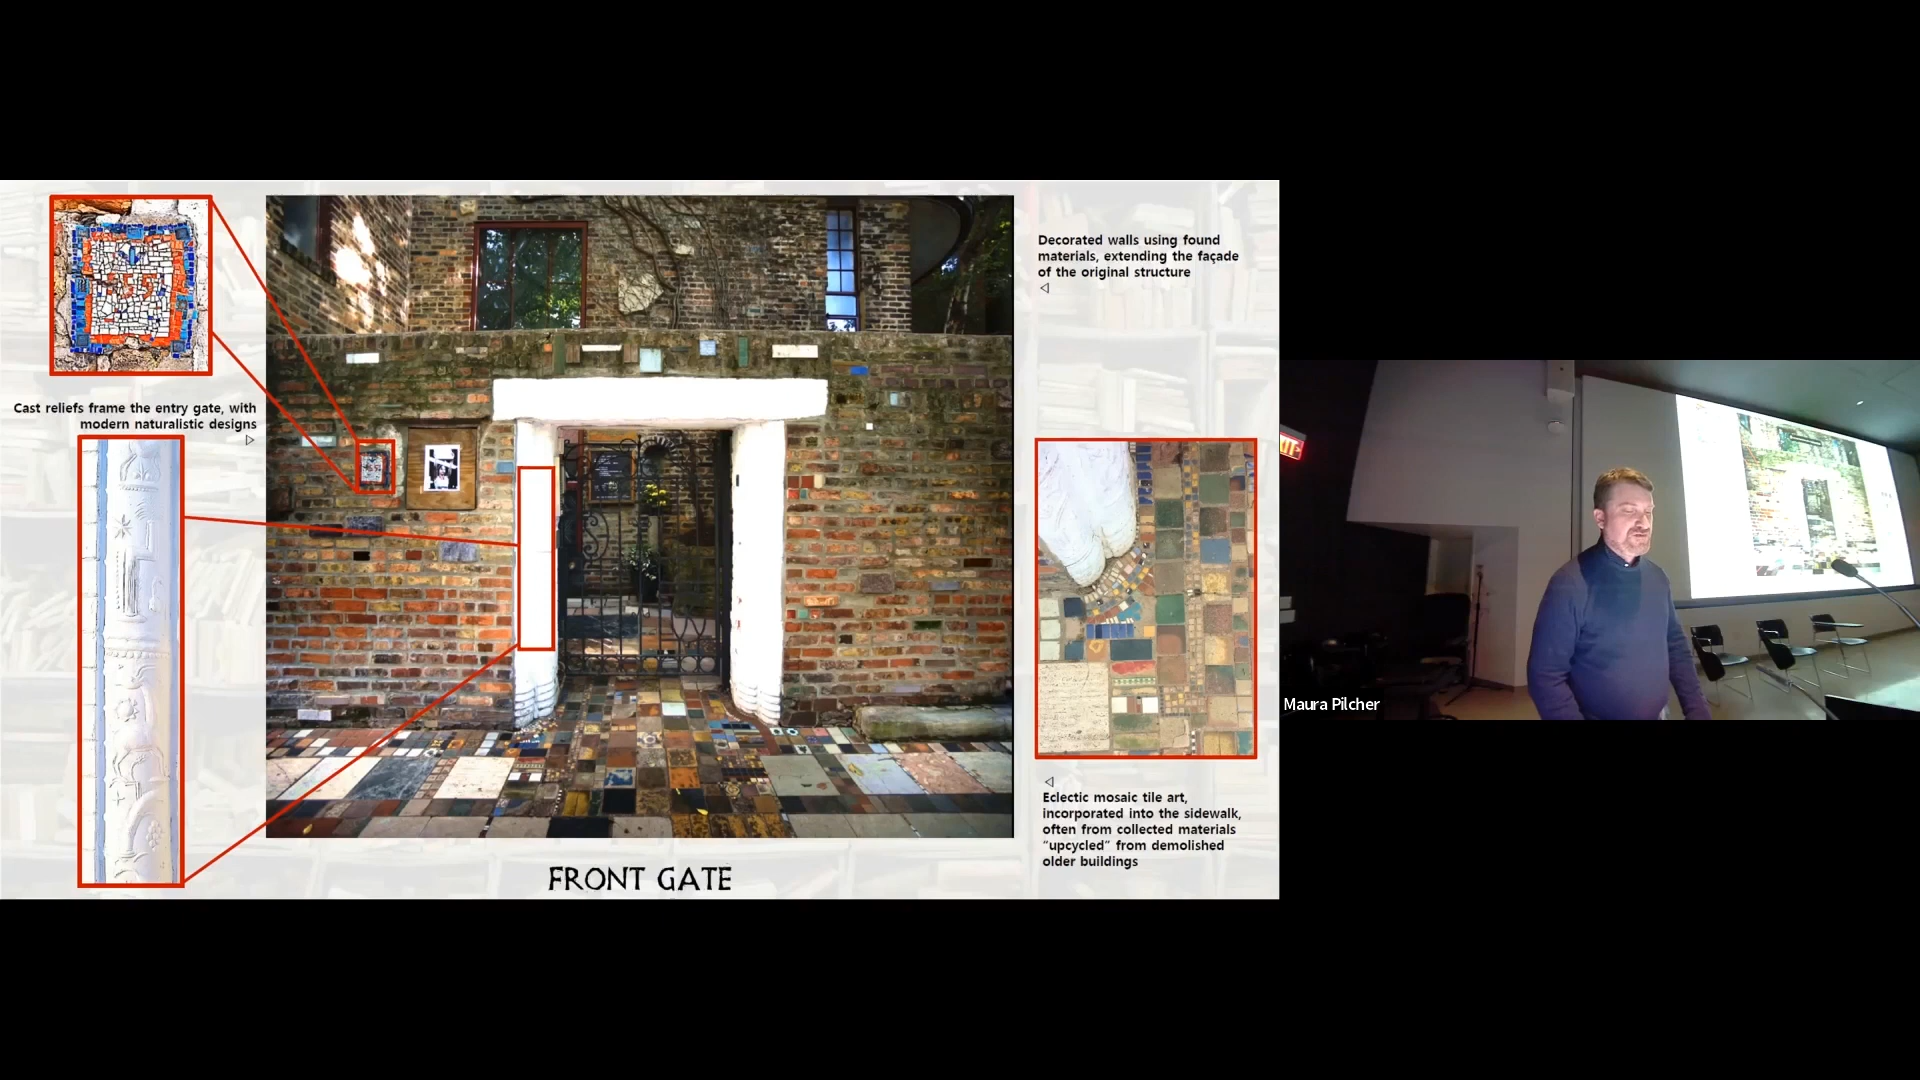 Cast reliefs frame the entry gate, with
modern naturalistic designs
FRONT GATE
Decorated walls using found
materials, extending the façade
of the original structure
Eclectic mosaic tile art,
incorporated into the sidewalk,
often from collected materials
“upcycled” from demolished
older buildings
Maura Pilcher